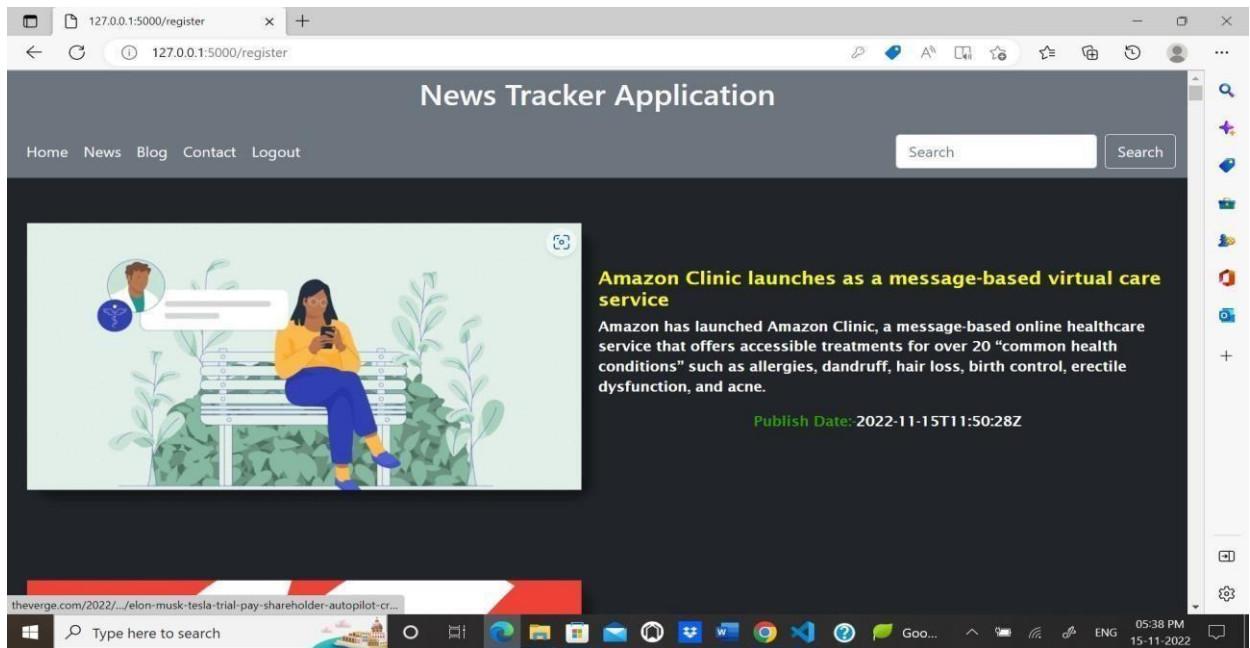 127.0.0.1:5000/register
127.0.0.1:5000/register
News Tracker Application
Home News Blog Contact Logout
Search
Search
Amazon Clinic launches as a message-based virtual care
service
Amazon has launched Amazon Clinic, a message-based online healthcare
service that offers accessible treatments for over 20 “common health
conditions” such as allergies, dandruff, hair loss, birth control, erectile
dysfunction, and acne.
Publish Date:-2022-11-15T11:50:28Z
theverge.com/2022/.../elon-musk-tesla-trial-pay-shareholder-autopilot-cr...
Type here to search
Goo...
ENG
05:38 PM
15-11-2022